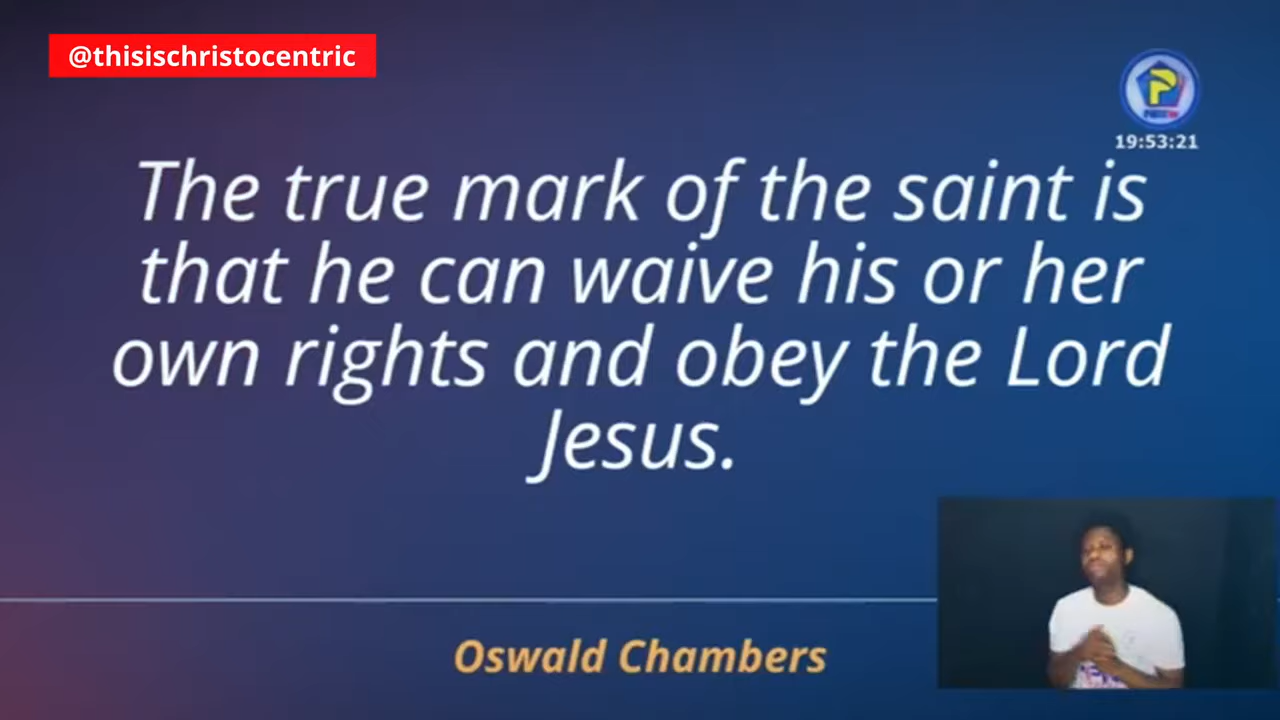 @thisischristocentric
19:53:21
The true mark of the saint is
that he can waive his or her
own rights and obey the Lord
Jesus.
Oswald Chambers